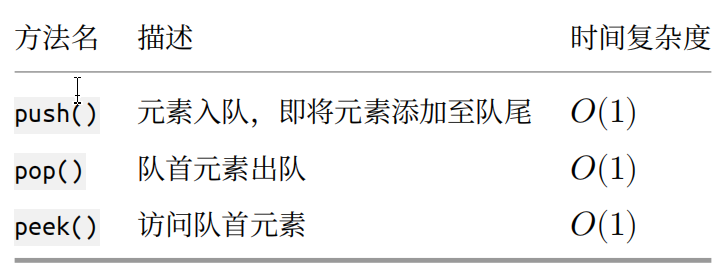 方法名 描述 时间复杂度
push() 元素入队，即将元素添加至队尾 O(1)
pop() 队首元素出队 O(1)
peek() 访问队首元素 O(1)